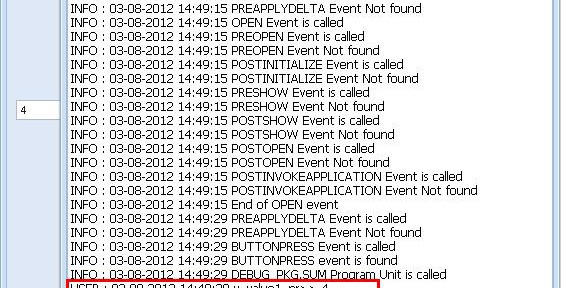 INFO : 03-08-2012 14:49:15 PREAPPLYDELTA Event Not found
INFO : 03-08-2012 14:49:15 OPEN Event is called
INFO : 03-08-2012 14:49:15 PREOPEN Event is called
INFO : 03-08-2012 14:49:15 PREOPEN Event Not found
INFO : 03-08-2012 14:49:15 POSTINITIALIZE Event is called
INFO : 03-08-2012 14:49:15 POSTINITIALIZE Event Not found
INFO : 03-08-2012 14:49:15 PRESHOW Event is called
4
INFO : 03-08-2012 14:49:15 PRESHOW Event Not found
INFO : 03-08-2012 14:49:15 POSTSHOW Event is called
INFO : 03-08-2012 14:49:15 POSTSHOW Event Not found
INFO : 03-08-2012 14:49:15 POSTOPEN Event is called
INFO : 03-08-2012 14:49:15 POSTOPEN Event Not found
INFO : 03-08-2012 14:49:15 POSTINVOKEAPPLICATION Event is called
INFO : 03-08-2012 14:49:15 POSTINVOKEAPPLICATION Event Not found
INFO : 03-08-2012 14:49:15 End of OPEN event
INFO : 03-08-2012 14:49:29 PREAPPLYDELTA Event is called
INFO : 03-08-2012 14:49:29 PREAPPLYDELTA Event Not found
INFO : 03-08-2012 14:49:29 BUTTONPRESS Event is called
INFO : 03-08-2012 14:49:29 BUTTONPRESS event is found
INFO : 03-08-2012 14:49:29 DEBUG_PKG.SUM Program Unit is called
USER : 03-08-2012 14:49:29